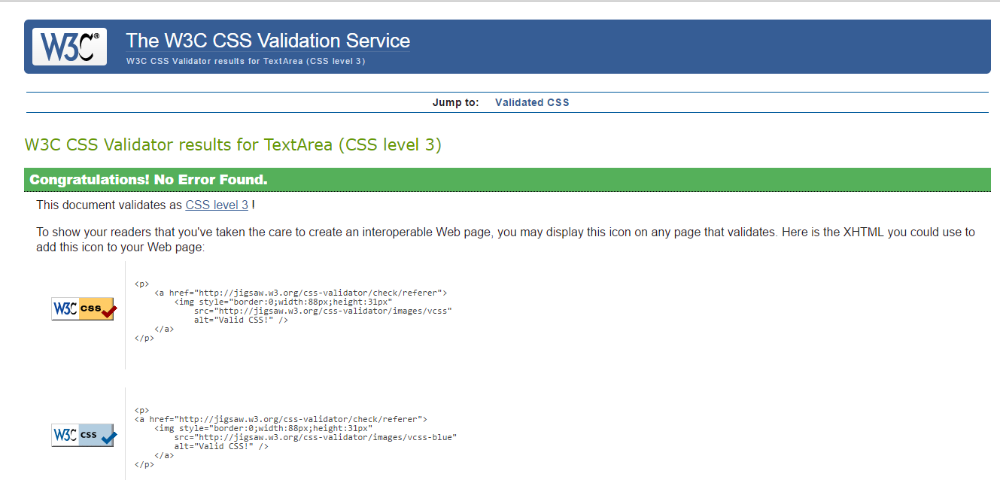 W3C®
The W3C CSS Validation Service
W3C CSS Validator results for TextArea (CSS level 3)
Jump to: Validated CSS
W3C CSS Validator results for TextArea (CSS level 3)
Congratulations! No Error Found.
This document validates as CSS level 3 !
To show your readers that you've taken the care to create an interoperable Web page, you may display this icon on any page that validates. Here is the XHTML you could use to
add this icon to your Web page:
W3C css
<p>
    <a href="http://jigsaw.w3.org/css-validator/check/referer">
        <img style="border:0;width:88px;height:31px"
            src="http://jigsaw.w3.org/css-validator/images/vcss"
            alt="Valid CSS!" />
    </a>
</p>
W3C css
<p>
<a href="http://jigsaw.w3.org/css-validator/check/referer">
    <img style="border:0;width:88px;height:31px"
        src="http://jigsaw.w3.org/css-validator/images/vcss-blue"
        alt="Valid CSS!" />
    </a>
</p>